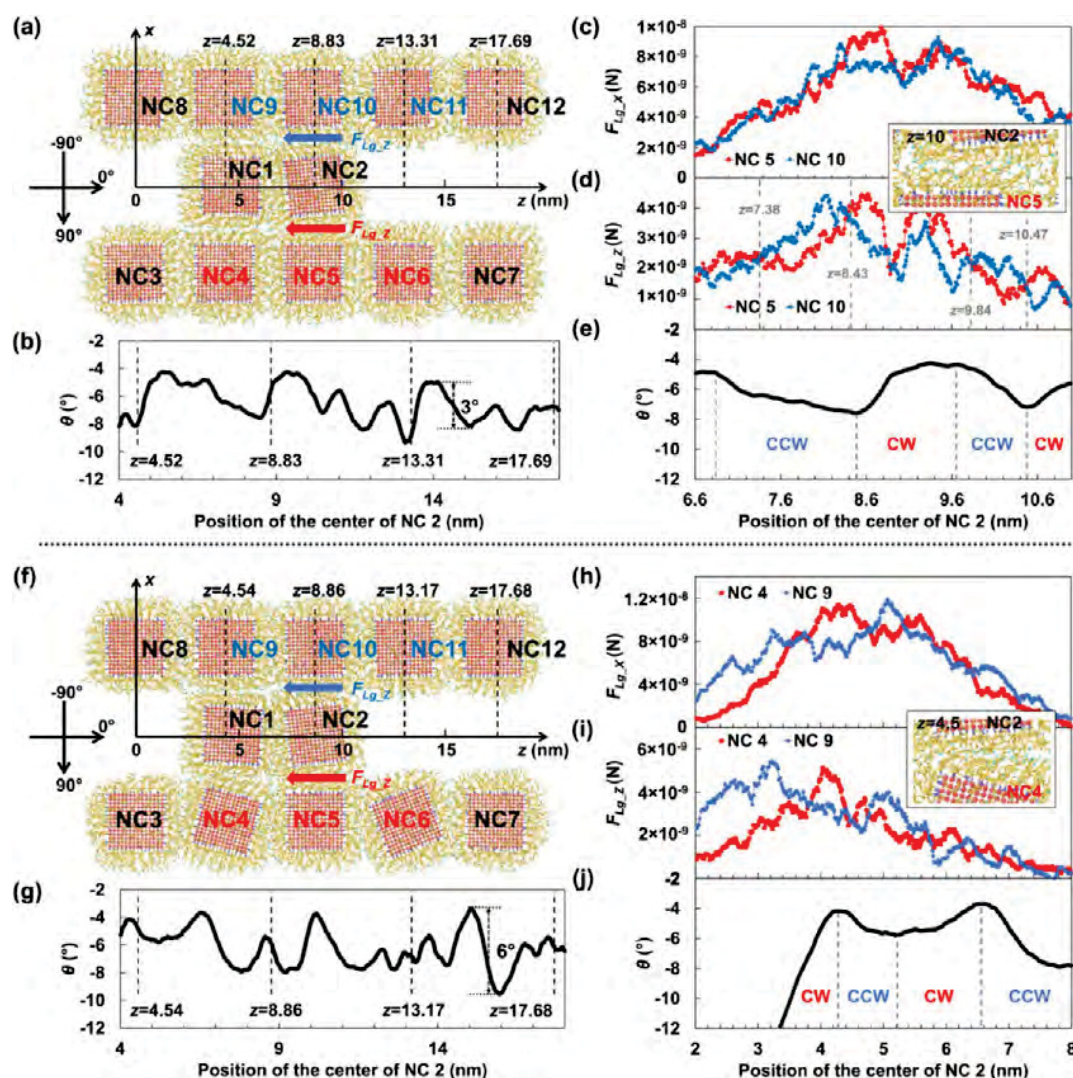 (a)
x
z=4.52 z=8.83 z=13.31 z=17.69
NC8 NC9 NC10 NC11 NC12
F_Lg_Z
-90°
0°
90°
NC1 NC2
0 5 10 15 z (nm)
F_Lg_Z
NC3 NC4 NC5 NC6 NC7
(b)
-2
-4
-6
-8
-10
-12
θ (°)
3°
z=4.52 z=8.83 z=13.31 z=17.69
4 9 14
Position of the center of NC 2 (nm)
(c)
1×10⁻⁸
8×10⁻⁹
6×10⁻⁹
4×10⁻⁹
2×10⁻⁹
0
F_Lg_X (N)
NC 5 NC 10
z=10 NC2
NC5
(d)
4×10⁻⁹
3×10⁻⁹
2×10⁻⁹
1×10⁻⁹
F_Lg_Z (N)
z=7.38
z=8.43
z=9.84
z=10.47
NC 5 NC 10
(e)
-2
-4
-6
-8
-10
-12
θ (°)
CCW CW CCW CW
6.6 7.6 8.6 9.6 10.6
Position of the center of NC 2 (nm)
(f)
x
z=4.54 z=8.86 z=13.17 z=17.68
NC8 NC9 NC10 NC11 NC12
F_Lg_Z
-90°
0°
90°
NC1 NC2
0 5 10 15 z (nm)
F_Lg_Z
NC3 NC4 NC5 NC6 NC7
(g)
-2
-4
-6
-8
-10
-12
θ (°)
6°
z=4.54 z=8.86 z=13.17 z=17.68
4 9 14
Position of the center of NC 2 (nm)
(h)
1.2×10⁻⁸
8×10⁻⁹
4×10⁻⁹
0
F_Lg_X (N)
NC 4 NC 9
z=4.5 NC2
NC4
(i)
6×10⁻⁹
4×10⁻⁹
2×10⁻⁹
F_Lg_Z (N)
NC 4 NC 9
(j)
-2
-4
-6
-8
-10
-12
θ (°)
CW CCW CW CCW
2 3 4 5 6 7 8
Position of the center of NC 2 (nm)